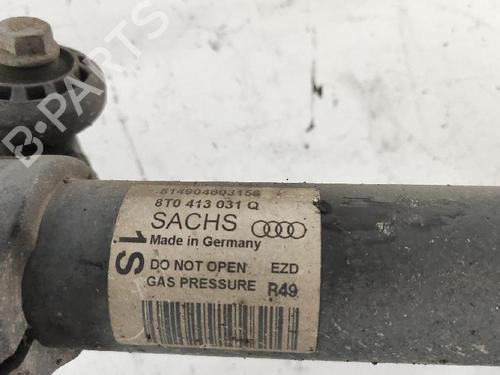 B-PARTS
814904003156
8T0 413 031 Q
SACHS
Made in Germany
1S
DO NOT OPEN EZD
GAS PRESSURE R49